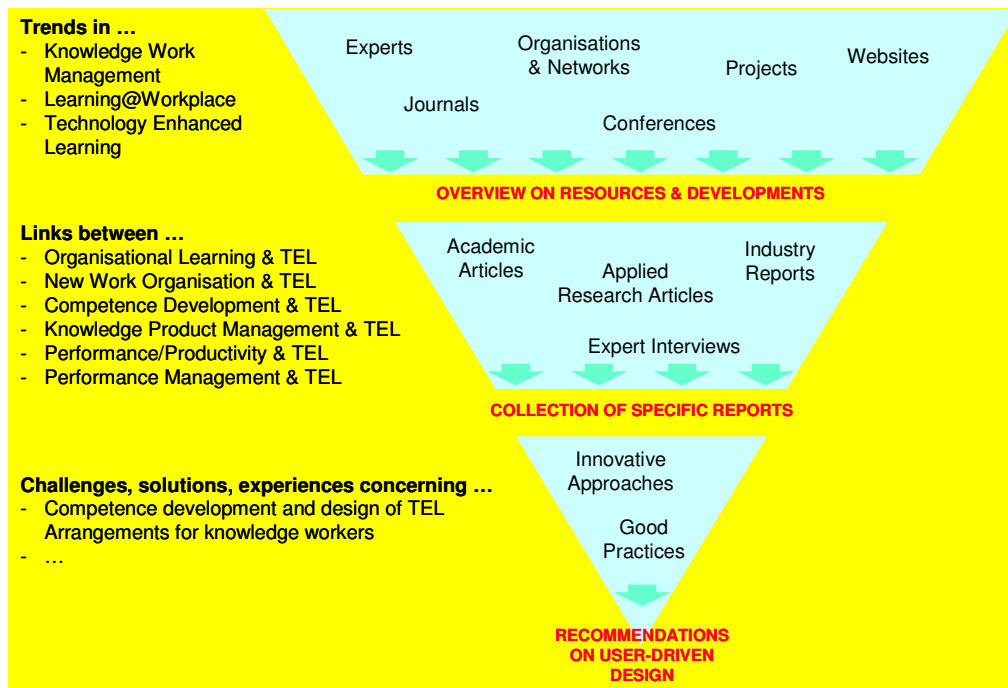 Trends in …
- Knowledge Work
Management
- Learning@Workplace
- Technology Enhanced
Learning
Experts
Organisations
& Networks
Projects
Websites
Journals
Conferences
OVERVIEW ON RESOURCES & DEVELOPMENTS
Links between …
- Organisational Learning & TEL
- New Work Organisation & TEL
- Competence Development & TEL
- Knowledge Product Management & TEL
- Performance/Productivity & TEL
- Performance Management & TEL
Academic
Articles
Applied
Research Articles
Industry
Reports
Expert Interviews
COLLECTION OF SPECIFIC REPORTS
Challenges, solutions, experiences concerning …
- Competence development and design of TEL
Arrangements for knowledge workers
- …
Innovative
Approaches
Good
Practices
RECOMMENDATIONS
ON USER-DRIVEN
DESIGN